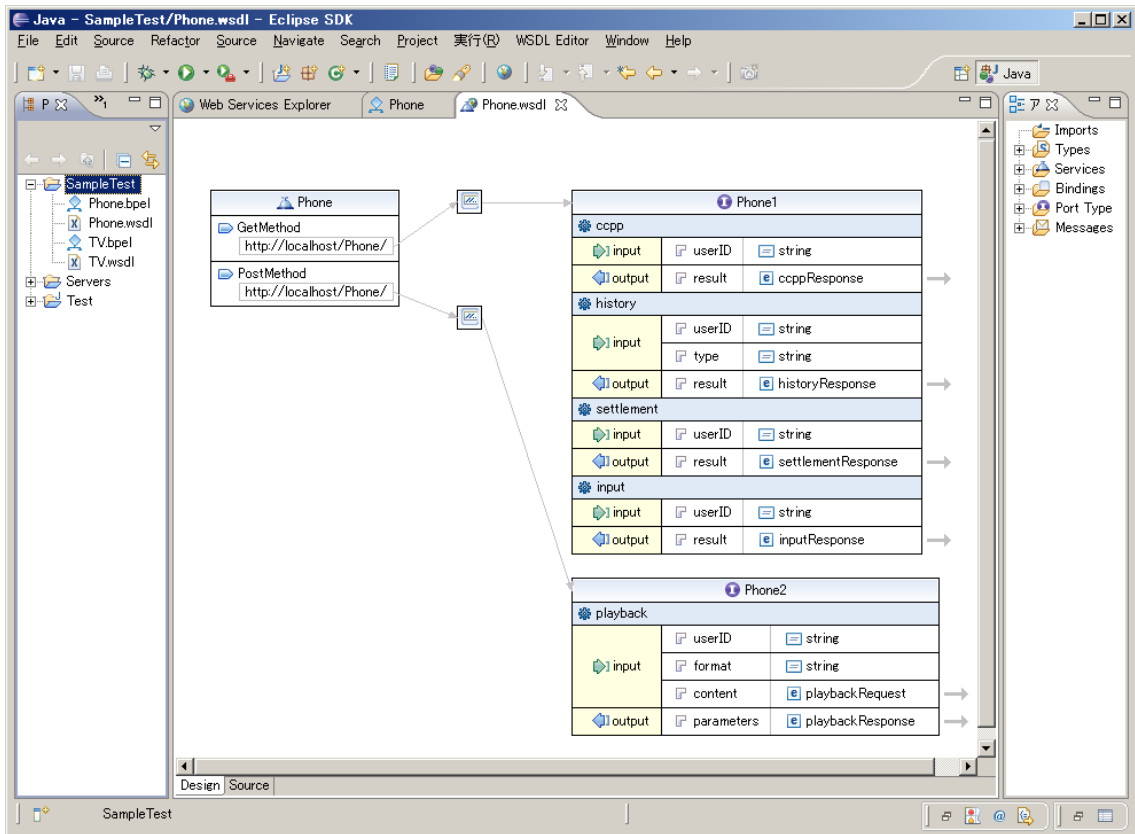 Java - SampleTest/Phone.wsdl - Eclipse SDK
File Edit Source Refactor Source Navigate Search Project 実行(R) WSDL Editor Window Help
Java
P
»1
Web Services Explorer
Phone
Phone.wsdl
ア
SampleTest
Phone.bpel
Phone.wsdl
TV.bpel
TV.wsdl
Servers
Test
Phone
GetMethod
http://localhost/Phone/
PostMethod
http://localhost/Phone/
Phone1
ccpp
input userID string
output result ccppResponse
history
input userID string
type string
output result historyResponse
settlement
input userID string
output result settlementResponse
input
input userID string
output result inputResponse
Phone2
playback
input userID string
format string
content playbackRequest
output parameters playbackResponse
Imports
Types
Services
Bindings
Port Type
Messages
Design Source
SampleTest